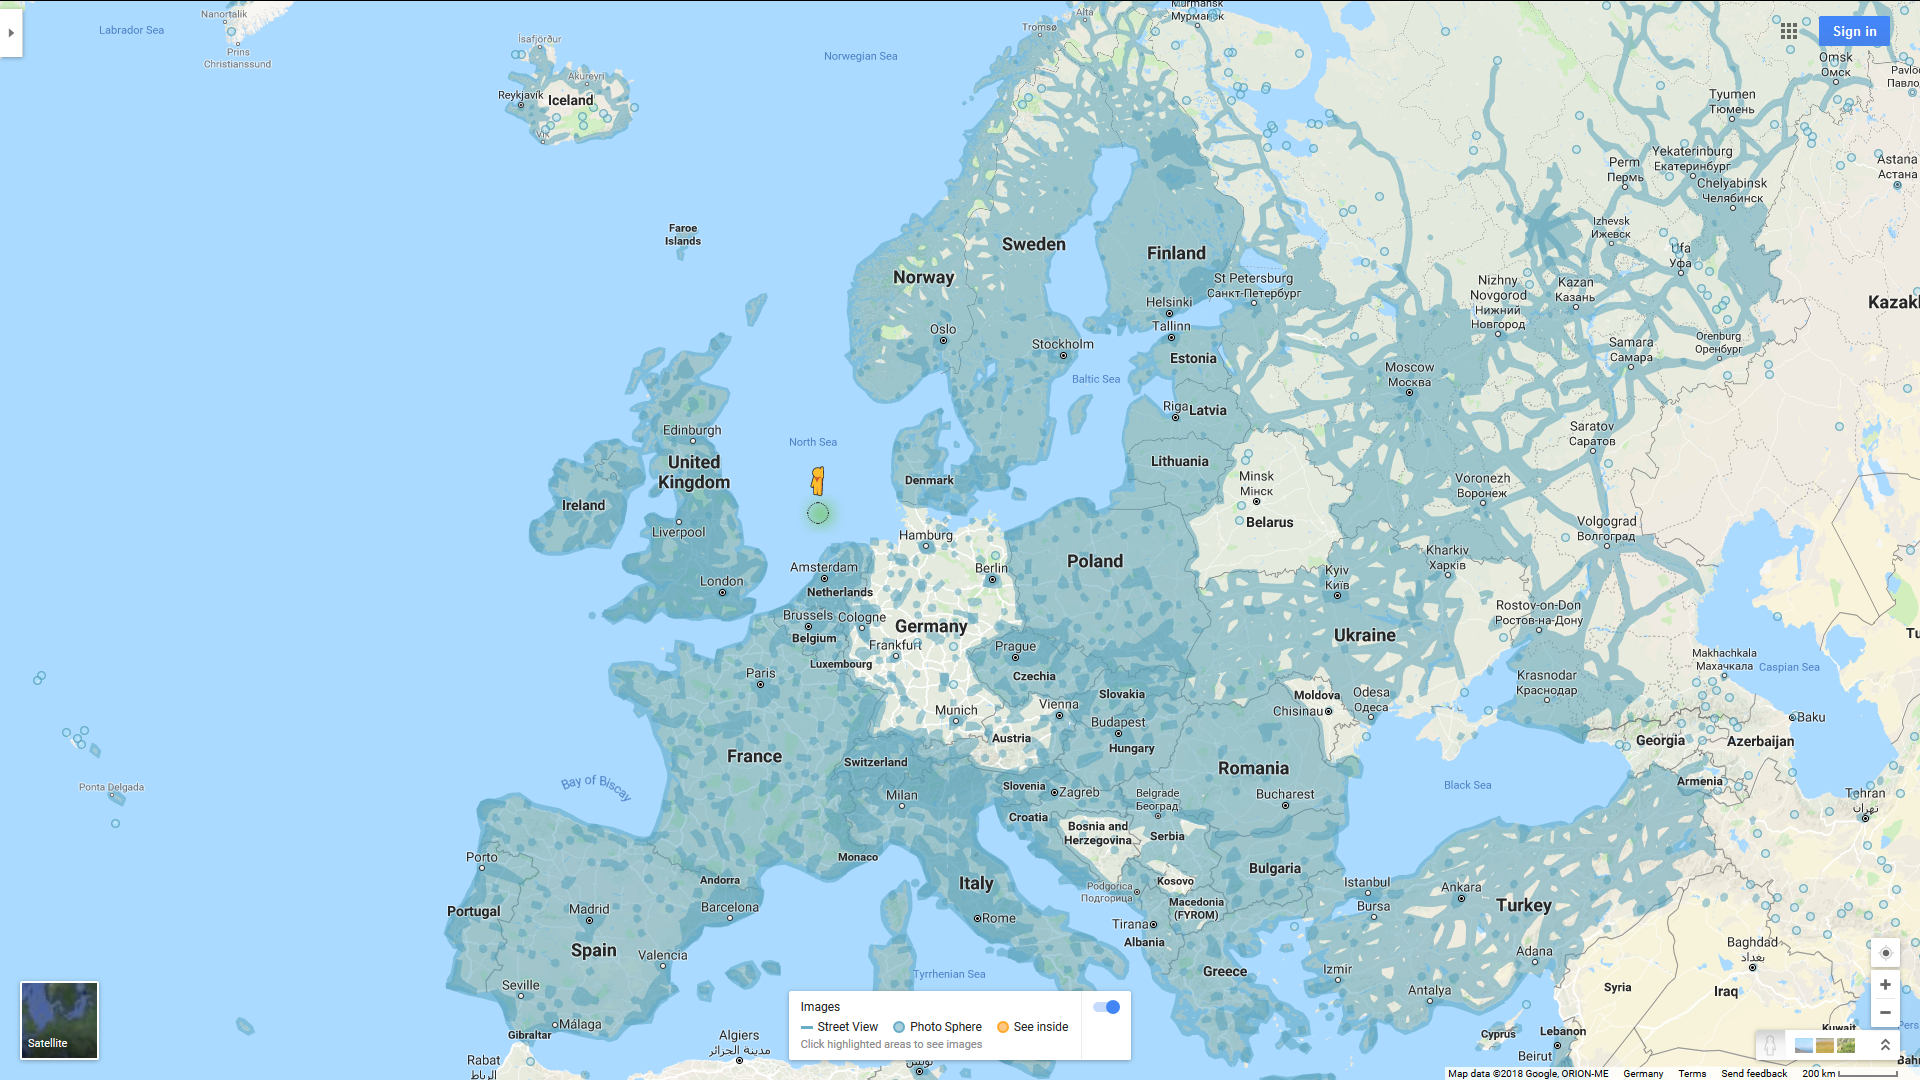 Nanortalik
Labrador Sea
Prins
Christianssund
Ísafjörður
Akureyri
Reykjavík
Iceland
Vik
Norwegian Sea
Tromsø
Alta
Murmansk
Мурманск
Sign in
Omsk
Омск
Pavloc
Павло
Tyumen
Тюмень
Yekaterinburg
Екатеринбург
Perm
Пермь
Chelyabinsk
Челябинск
Astana
Астана
Izhevsk
Ижевск
Ufa
Уфа
Faroe
Islands
Sweden
Finland
Norway
St Petersburg
Санкт-Петербург
Nizhny
Novgorod
Нижний
Новгород
Kazan
Казань
Kazakl
Helsinki
Tallinn
Oslo
Stockholm
Estonia
Samara
Самара
Orenburg
Оренбург
Baltic Sea
Moscow
Москва
Riga
Latvia
Edinburgh
North Sea
Saratov
Саратов
United
Kingdom
Lithuania
Denmark
Minsk
Мінск
Voronezh
Воронеж
Ireland
Belarus
Liverpool
Hamburg
Volgograd
Волгоград
Poland
Kharkiv
Харків
Amsterdam
Berlin
Kyiv
Київ
London
Netherlands
Brussels
Cologne
Germany
Belgium
Rostov-on-Don
Ростов-на-Дону
Ukraine
Frankfurt
Prague
Luxembourg
Czechia
Makhachkala
Махачкала
Caspian Sea
Paris
Krasnodar
Краснодар
Slovakia
Moldova
Odesa
Одеса
Chisinau
Munich
Vienna
Budapest
Baku
Austria
Hungary
Georgia
Azerbaijan
France
Switzerland
Romania
Bay of Biscay
Ponta Delgada
Slovenia
Zagreb
Milan
Belgrade
Београд
Bucharest
Black Sea
Armenia
Tehran
تهران
Croatia
Bosnia and
Herzegovina
Serbia
Porto
Monaco
Andorra
Italy
Kosovo
Bulgaria
Podgorica
Подгорица
Istanbul
Ankara
Macedonia
(FYROM)
Bursa
Turkey
Portugal
Madrid
Barcelona
Rome
Tirana
Albania
Spain
Valencia
Baghdad
بغداد
Adana
Tyrrhenian Sea
Greece
Izmir
Seville
Antalya
Syria
Iraq
Málaga
Gibraltar
Algiers
مدينة الجزائر
Cyprus
Lebanon
Kuwait
Beirut
Rabat
الرباط
تونس
Bahr
Pers
Tu
Satellite
Images
Street View
Photo Sphere
See inside
Click highlighted areas to see images
Map data ©2018 Google, ORION-ME
Germany
Terms
Send feedback
200 km